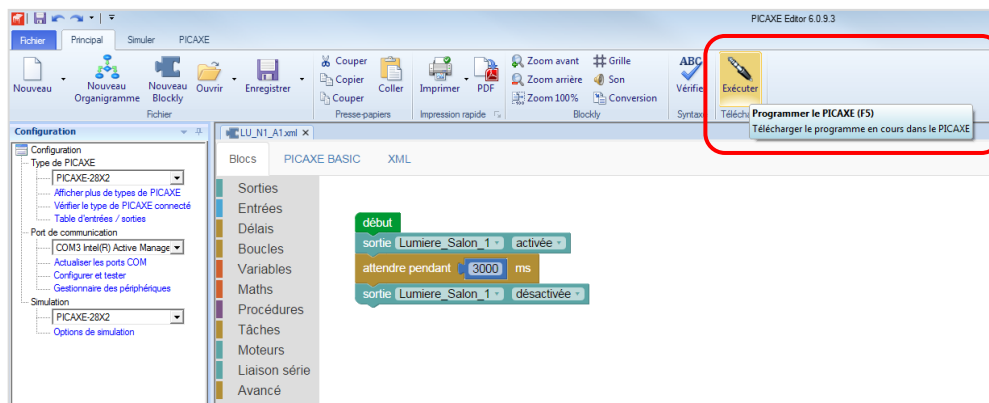 PICAXE Editor 6.0.9.3
Fichier Principal Simuler PICAXE
Nouveau
Nouveau Organigramme
Nouveau Blockly
Ouvrir
Enregistrer
Fichier
Couper
Copier
Couper
Coller
Presse-papiers
Imprimer
PDF
Impression rapide
Zoom avant
Zoom arrière
Zoom 100%
Grille
Son
Conversion
Blockly
ABC
Vérifie
Syntax
Exécuter
Téléch
Programmer le PICAXE (F5)
Télécharger le programme en cours dans le PICAXE
Configuration
Configuration
Type de PICAXE
PICAXE-28X2
Afficher plus de types de PICAXE
Vérifier le type de PICAXE connecté
Table d'entrées / sorties
Port de communication
COM3 Intel(R) Active Manage
Actualiser les ports COM
Configurer et tester
Gestionnaire des périphériques
Simulation
PICAXE-28X2
Options de simulation
LU_N1_A1.xml
Blocs PICAXE BASIC XML
Sorties
Entrées
Délais
Boucles
Variables
Maths
Procédures
Tâches
Moteurs
Liaison série
Avancé
début
sortie Lumiere_Salon_1 activée
attendre pendant 3000 ms
sortie Lumiere_Salon_1 désactivée